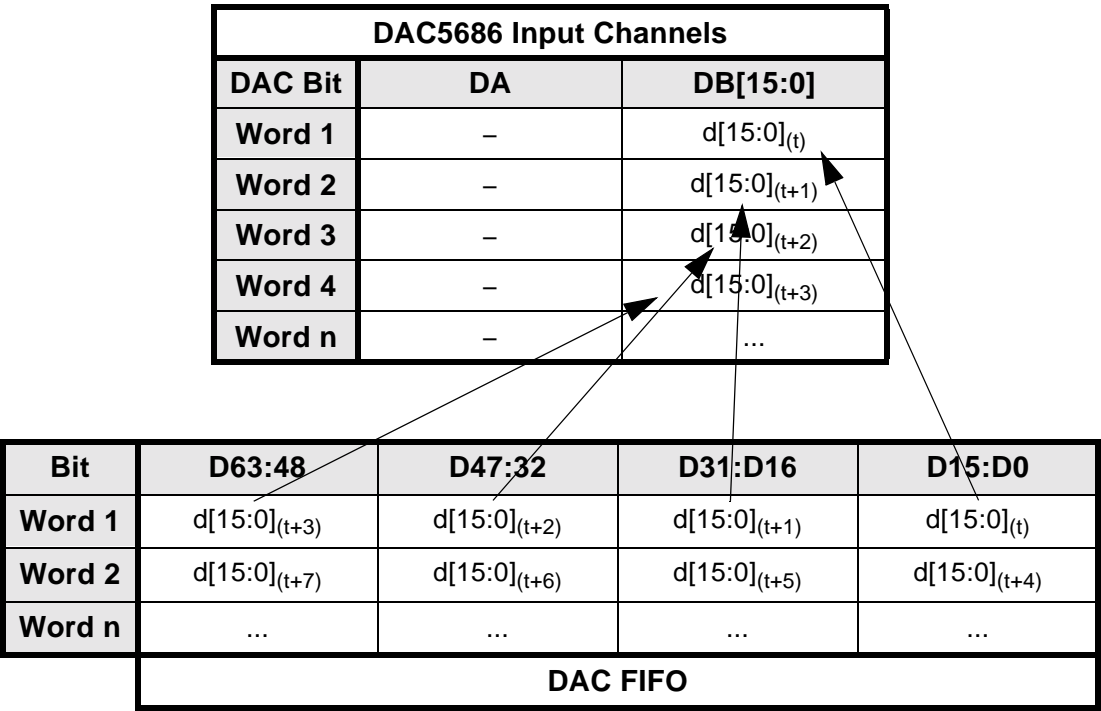 DAC5686 Input Channels
DAC Bit DA DB[15:0]
Word 1 – d[15:0](t)
Word 2 – d[15:0](t+1)
Word 3 – d[15:0](t+2)
Word 4 – d[15:0](t+3)
Word n – ...
Bit D63:48 D47:32 D31:D16 D15:D0
Word 1 d[15:0](t+3) d[15:0](t+2) d[15:0](t+1) d[15:0](t)
Word 2 d[15:0](t+7) d[15:0](t+6) d[15:0](t+5) d[15:0](t+4)
Word n ... ... ... ...
DAC FIFO